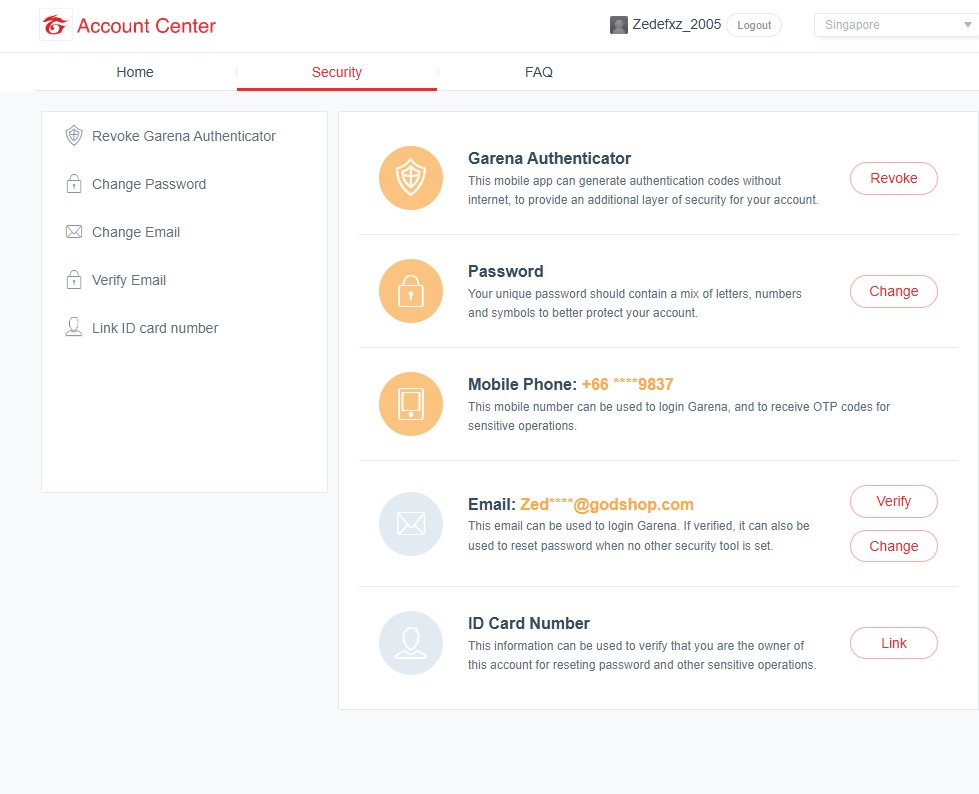 Account Center
Zedefxz_2005
Logout
Singapore
Home
Security
FAQ
Revoke Garena Authenticator
Change Password
Change Email
Verify Email
Link ID card number
Garena Authenticator
This mobile app can generate authentication codes without
internet, to provide an additional layer of security for your account.
Revoke
Password
Your unique password should contain a mix of letters, numbers
and symbols to better protect your account.
Change
Mobile Phone: +66 ****9837
This mobile number can be used to login Garena, and to receive OTP codes for
sensitive operations.
Email: Zed****@godshop.com
This email can be used to login Garena. If verified, it can also be
used to reset password when no other security tool is set.
Verify
Change
ID Card Number
This information can be used to verify that you are the owner of
this account for reseting password and other sensitive operations.
Link